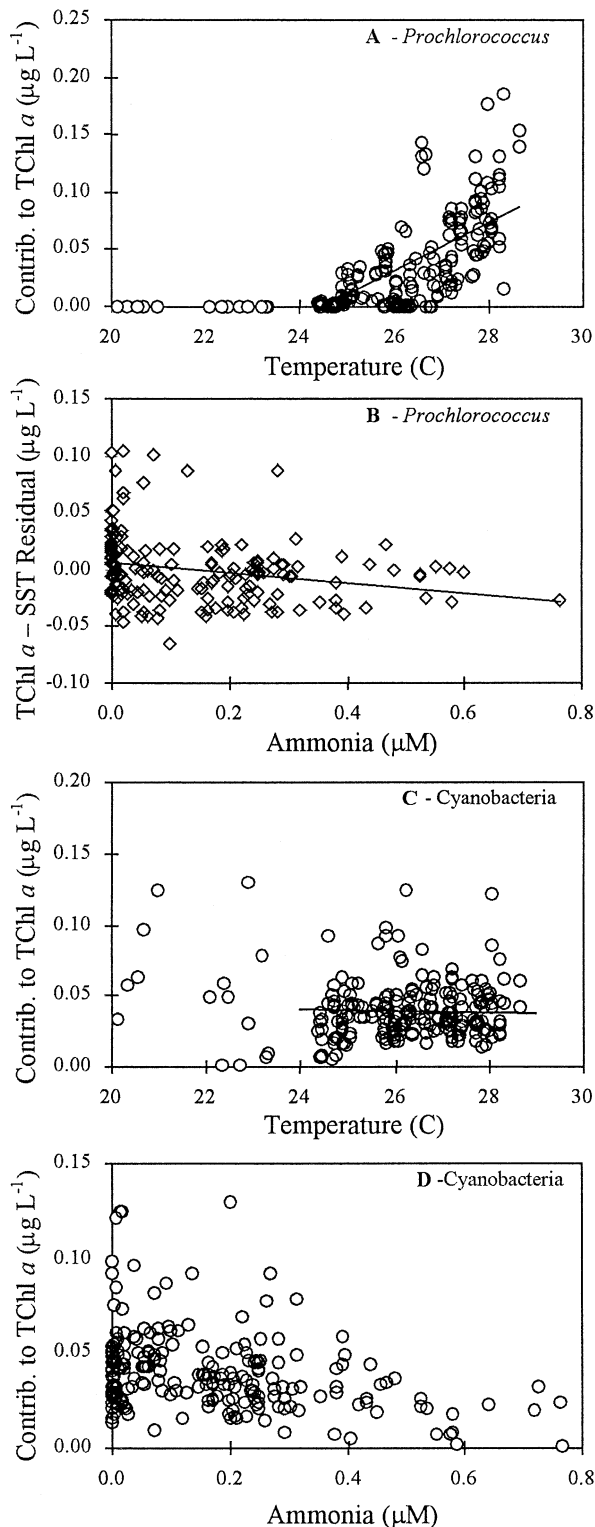 A - Prochlorococcus
Contrib. to TChl a (µg L⁻¹)
0.25
0.20
0.15
0.10
0.05
0.00
20 22 24 26 28 30
Temperature (C)
B - Prochlorococcus
TChl a – SST Residual (µg L⁻¹)
0.15
0.10
0.05
0.00
-0.05
-0.10
0.0 0.2 0.4 0.6 0.8
Ammonia (µM)
C - Cyanobacteria
Contrib. to TChl a (µg L⁻¹)
0.20
0.15
0.10
0.05
0.00
20 22 24 26 28 30
Temperature (C)
D -Cyanobacteria
Contrib. to TChl a (µg L⁻¹)
0.15
0.10
0.05
0.00
0.0 0.2 0.4 0.6 0.8
Ammonia (µM)